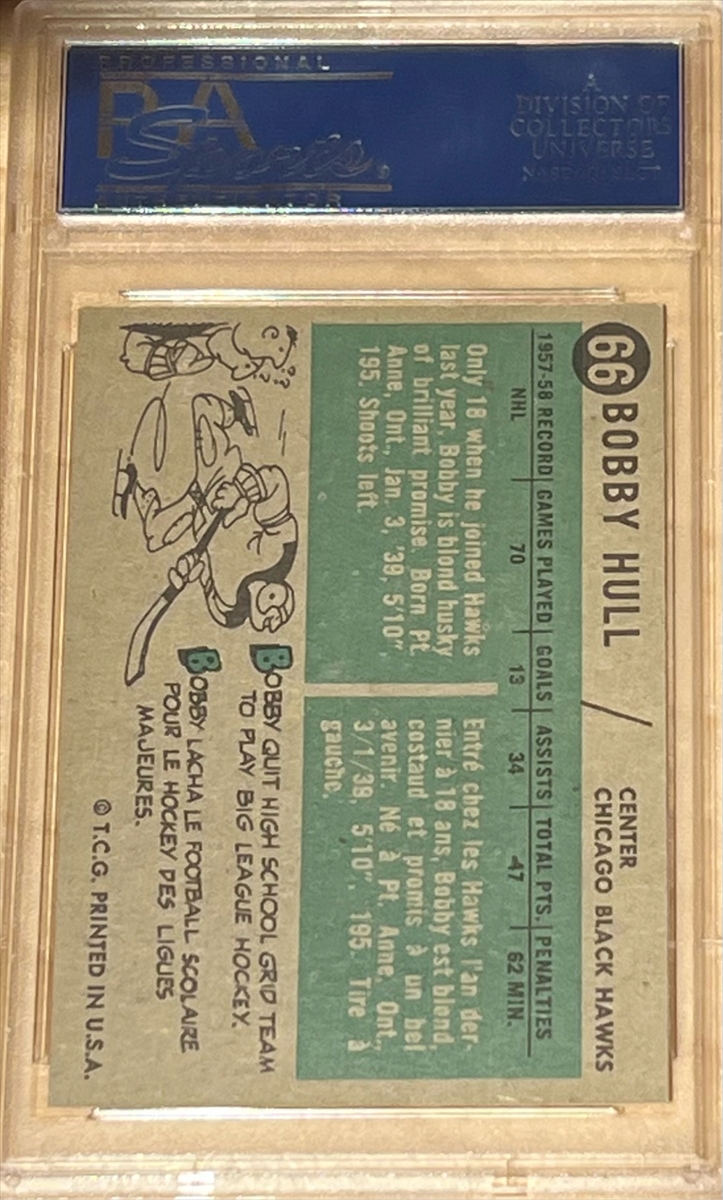 PROFESSIONAL
PSA
Sports
A
DIVISION OF
COLLECTORS
UNIVERSE
66 BOBBY HULL
CENTER
CHICAGO BLACK HAWKS
1957-58 RECORD GAMES PLAYED GOALS ASSISTS TOTAL PTS. PENALTIES
NHL 70 13 34 47 62 MIN.
Only 18 when he joined Hawks
last year, Bobby is blond husky
of brilliant promise. Born Pt.
Anne, Ont., Jan. 3, '39, 5'10",
195. Shoots left.
Entré chez les Hawks l'an der-
nier à 18 ans, Bobby est blond,
costaud et promis à un bel
avenir. Né à Pt. Anne, Ont.,
3/1/39, 5'10", 195. Tire à
gauche.
BOBBY QUIT HIGH SCHOOL GRID TEAM
TO PLAY BIG LEAGUE HOCKEY.
BOBBY LACHA LE FOOTBALL SCOLAIRE
POUR LE HOCKEY DES LIGUES
MAJEURES.
© T.C.G. PRINTED IN U.S.A.